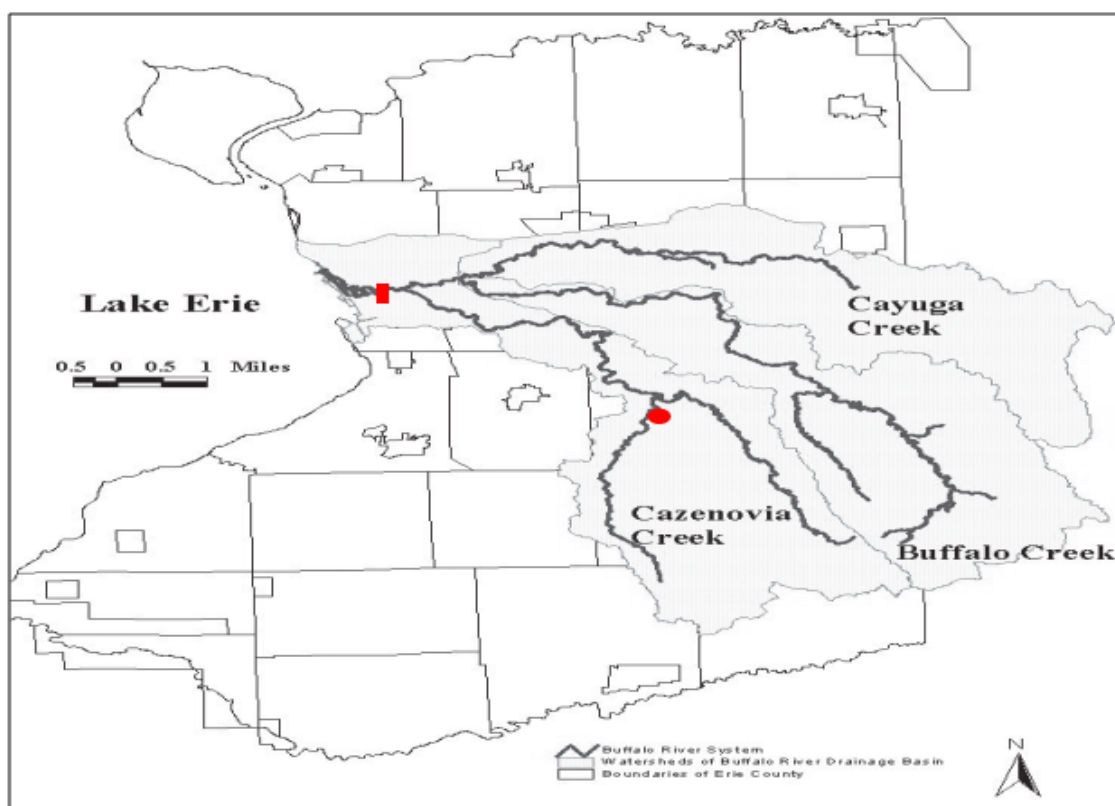 Lake Erie
0.5 0 0.5 1 Miles
Cayuga
Creek
Cazenovia
Creek
Buffalo Creek
N
Buffalo River System
Watersheds of Buffalo River Drainage Basin
Boundaries of Erie County